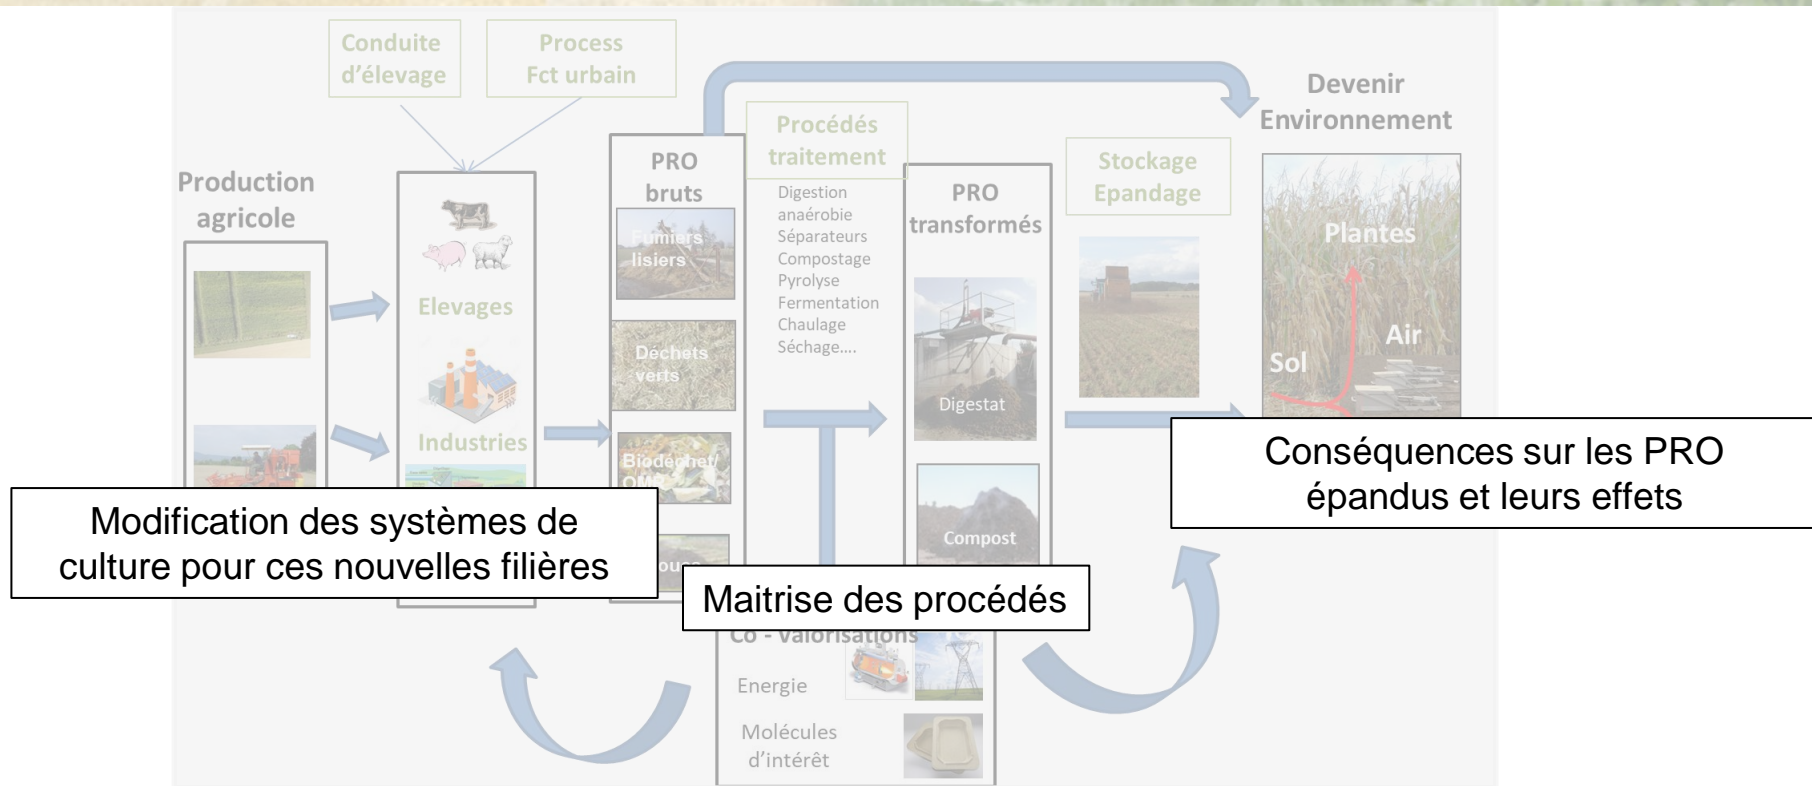 Conduite
d'élevage
Process
Fct urbain
Devenir
Environnement
Procédés
traitement
PRO
bruts
Stockage
Epandage
Production
agricole
Digestion
anaérobie
Séparateurs
Compostage
Pyrolyse
Fermentation
Chaulage
Séchage....
PRO
transformés
Fumiers
lisiers
Plantes
Elevages
Air
Déchets
verts
Sol
Digestat
Industries
Biodéchet/
Conséquences sur les PRO
épandus et leurs effets
Modification des systèmes de
culture pour ces nouvelles filières
Compost
Maitrise des procédés
Co - valorisations
Energie
Molécules
d'intérêt